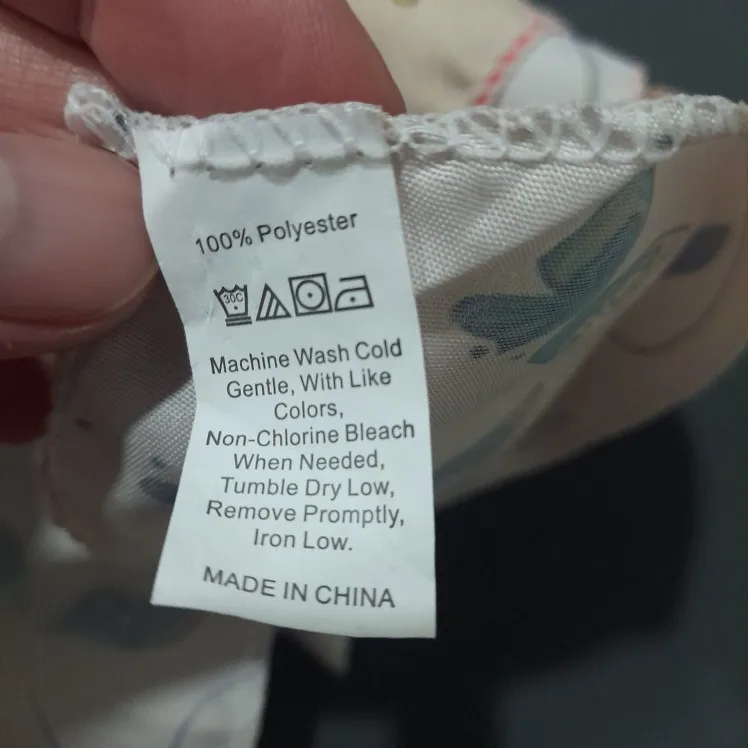 100% Polyester
30C
Machine Wash Cold
Gentle, With Like
Colors,
Non-Chlorine Bleach
When Needed,
Tumble Dry Low,
Remove Promptly,
Iron Low.
MADE IN CHINA